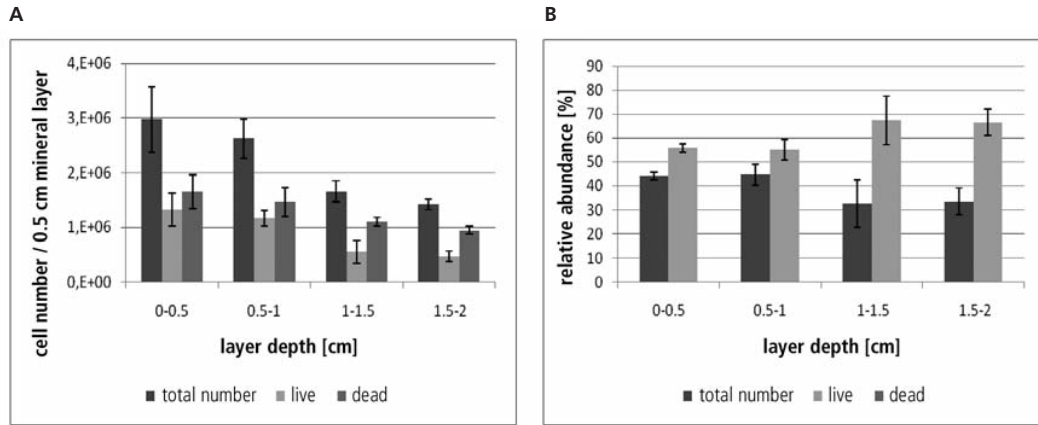 A
4,E+06
3,E+06
2,E+06
1,E+06
0,E+00
cell number / 0.5 cm mineral layer
0-0.5 0.5-1 1-1.5 1.5-2
layer depth [cm]
total number live dead
B
90
80
70
60
50
40
30
20
10
0
relative abundance [%]
0-0.5 0.5-1 1-1.5 1.5-2
layer depth [cm]
total number live dead